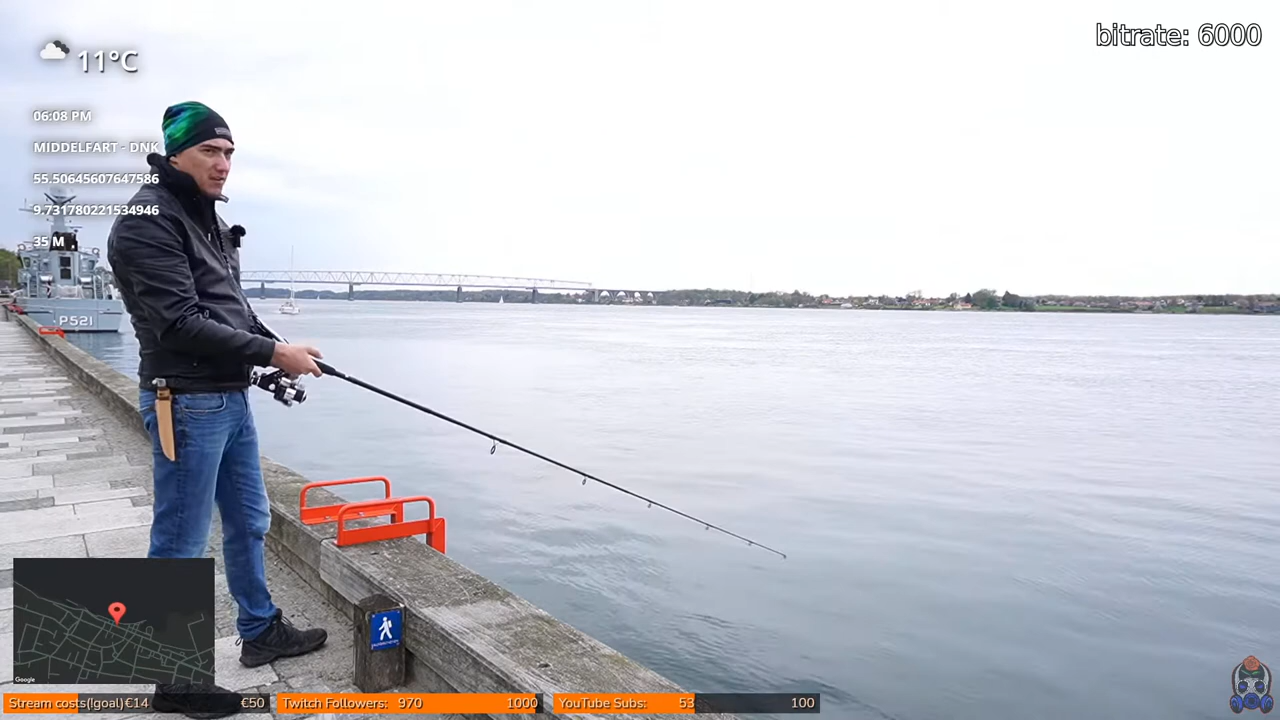 bitrate: 6000
11°C
06:08 PM
MIDDELFART - DNK
55.50645607647586
9.731780221534946
35 M
P521
Google
Stream costs(!goal) €14 €50
Twitch Followers: 970 1000
YouTube Subs: 53 100